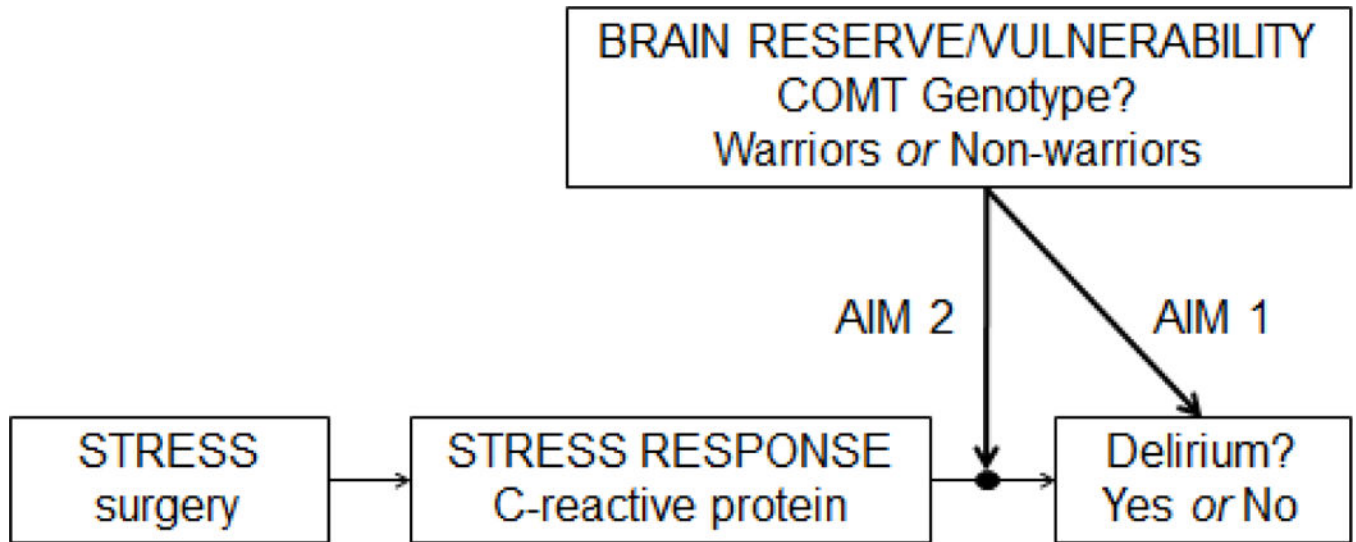 BRAIN RESERVE/VULNERABILITY
COMT Genotype?
Warriors or Non-warriors
AIM 2
AIM 1
STRESS
surgery
STRESS RESPONSE
C-reactive protein
Delirium?
Yes or No